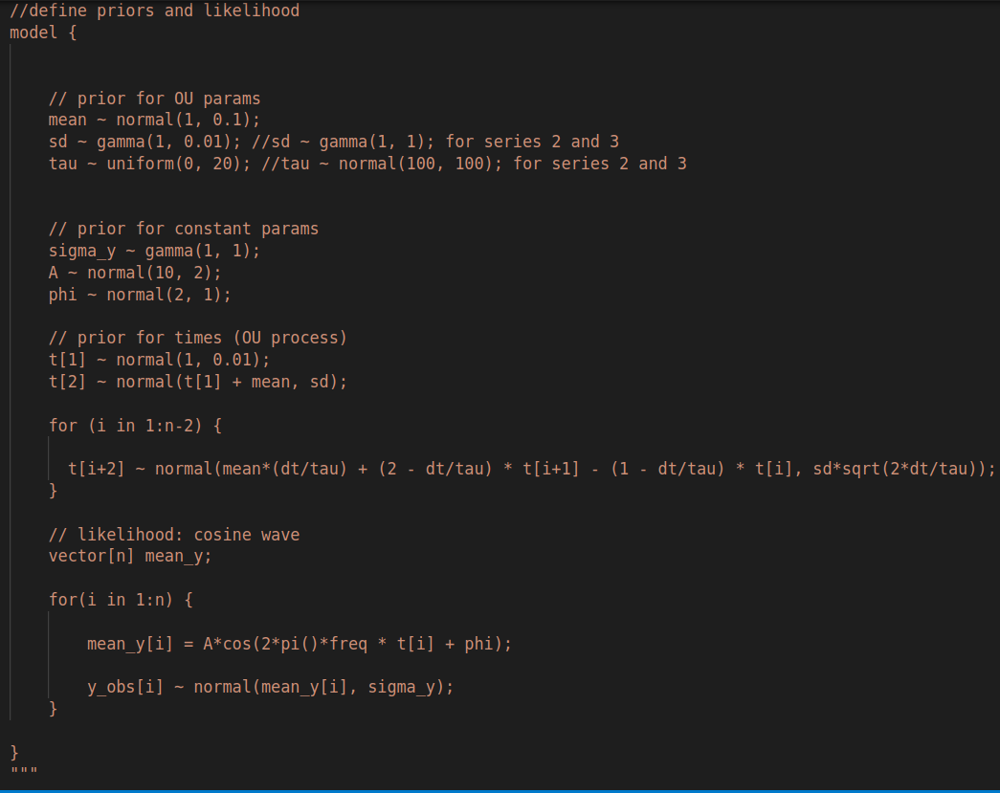 //define priors and likelihood
model {
// prior for OU params
mean ~ normal(1, 0.1);
sd ~ gamma(1, 0.01); //sd ~ gamma(1, 1); for series 2 and 3
tau ~ uniform(0, 20); //tau ~ normal(100, 100); for series 2 and 3
// prior for constant params
sigma_y ~ gamma(1, 1);
A ~ normal(10, 2);
phi ~ normal(2, 1);
// prior for times (OU process)
t[1] ~ normal(1, 0.01);
t[2] ~ normal(t[1] + mean, sd);
for (i in 1:n-2) {
t[i+2] ~ normal(mean*(dt/tau) + (2 - dt/tau) * t[i+1] - (1 - dt/tau) * t[i], sd*sqrt(2*dt/tau));
}
// likelihood: cosine wave
vector[n] mean_y;
for(i in 1:n) {
mean_y[i] = A*cos(2*pi()*freq * t[i] + phi);
y_obs[i] ~ normal(mean_y[i], sigma_y);
}
}
"""